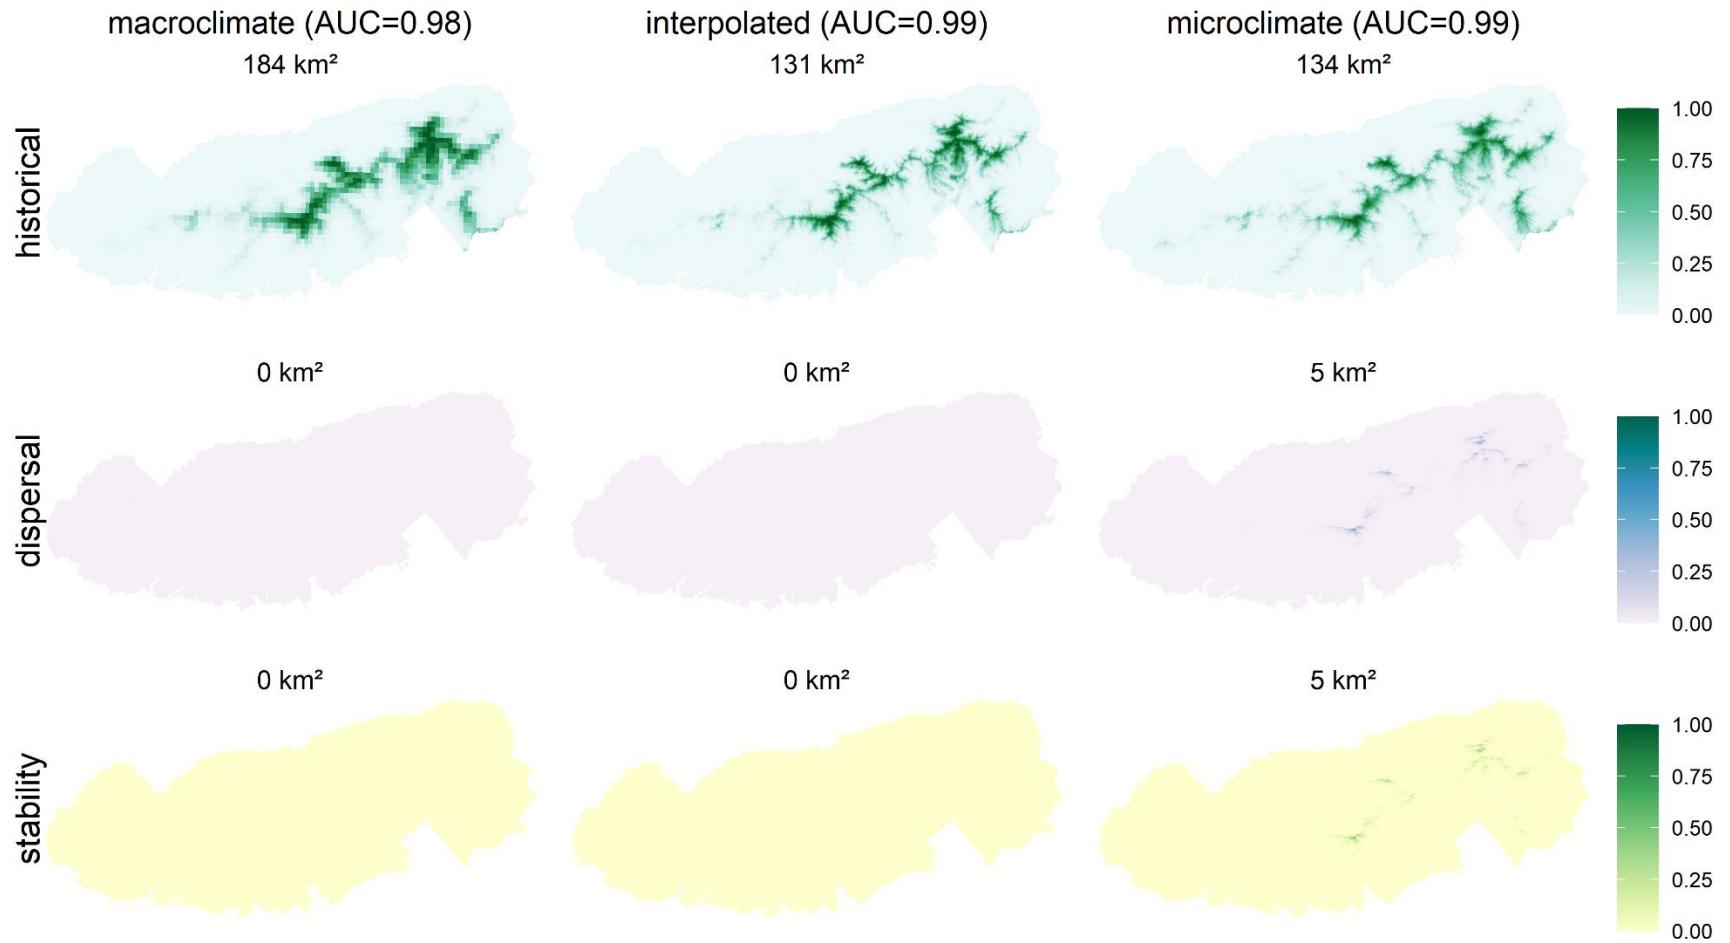 macroclimate (AUC=0.98) interpolated (AUC=0.99) microclimate (AUC=0.99)
184 km² 131 km² 134 km²
historical
1.00
0.75
0.50
0.25
0.00
0 km² 0 km² 5 km²
dispersal
1.00
0.75
0.50
0.25
0.00
0 km² 0 km² 5 km²
stability
1.00
0.75
0.50
0.25
0.00